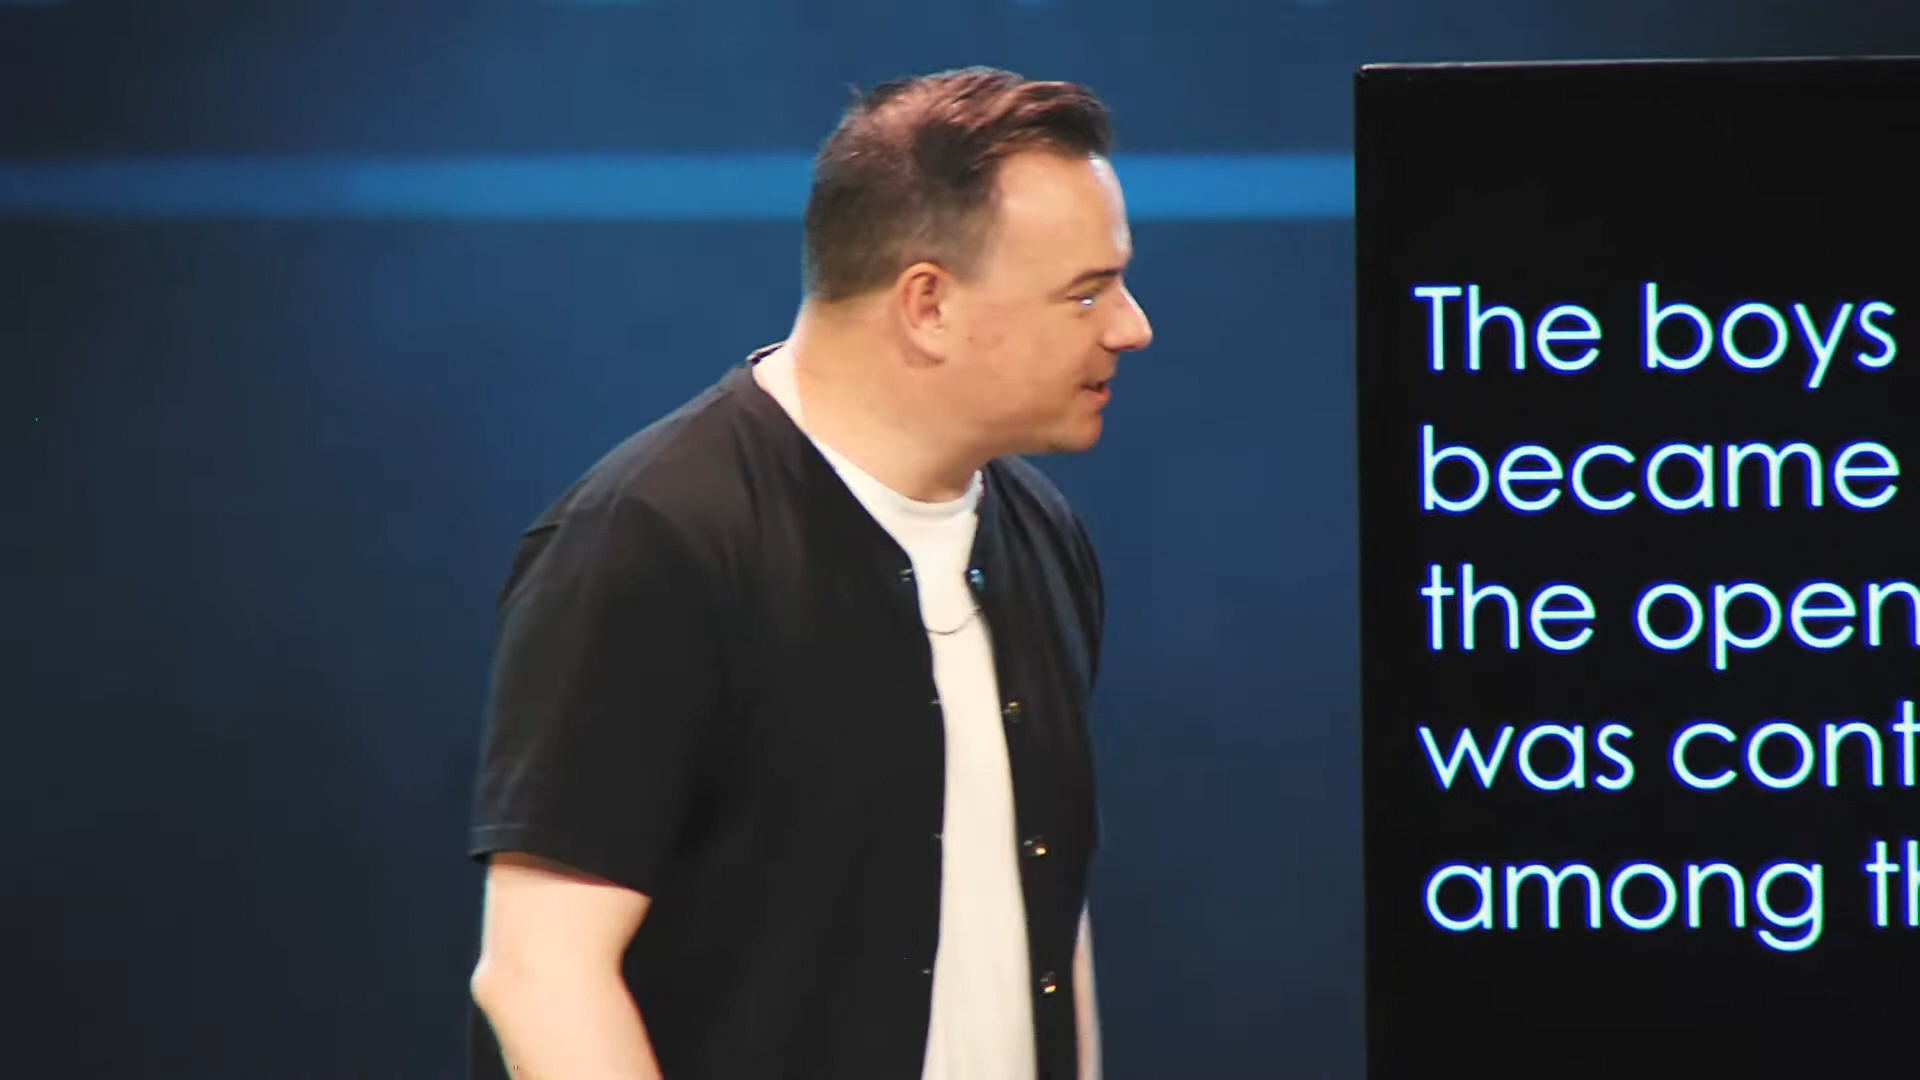 The boys
became
the open
was cont
among th